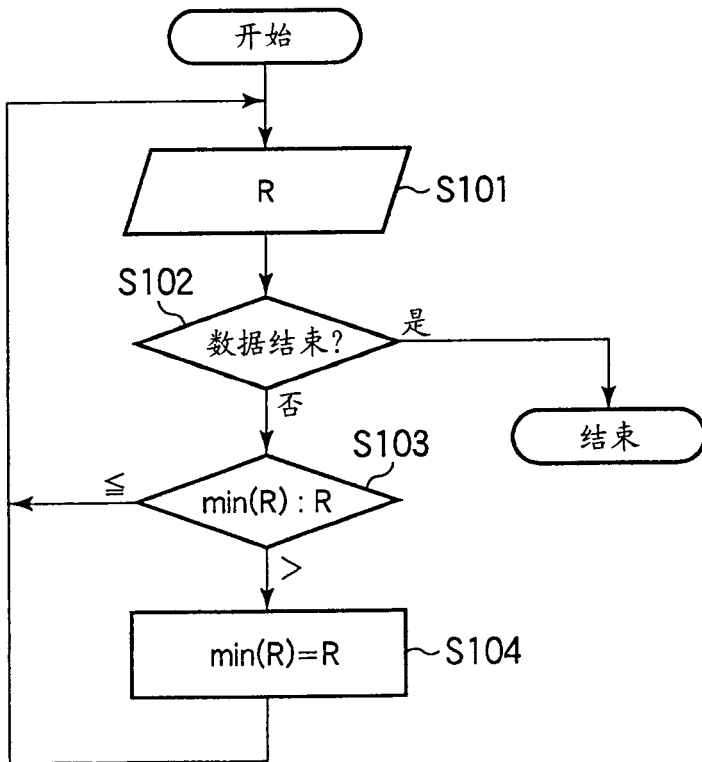 开始
R
S101
S102
数据结束?
是
否
结束
S103
≦
min(R) : R
>
min(R)=R
S104